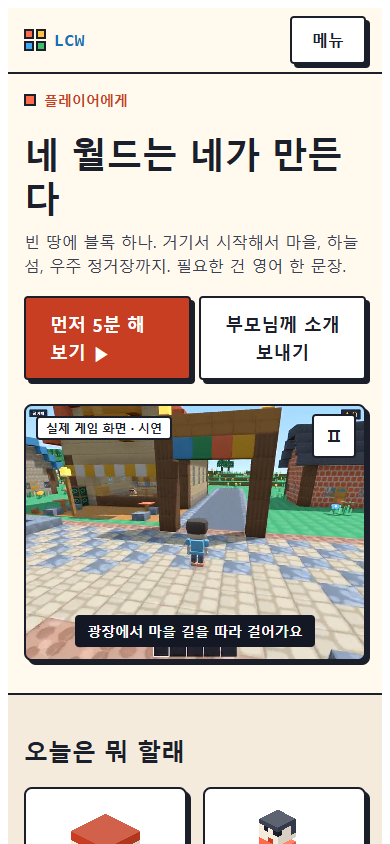 LCW
메뉴
플레이어에게
네 월드는 네가 만든
다
빈 땅에 블록 하나. 거기서 시작해서 마을, 하늘
섬, 우주 정거장까지. 필요한 건 영어 한 문장.
먼저 5분 해
보기 ▶
부모님께 소개
보내기
실제 게임 화면 · 시연
광장에서 마을 길을 따라 걸어가요
오늘은 뭐 할래